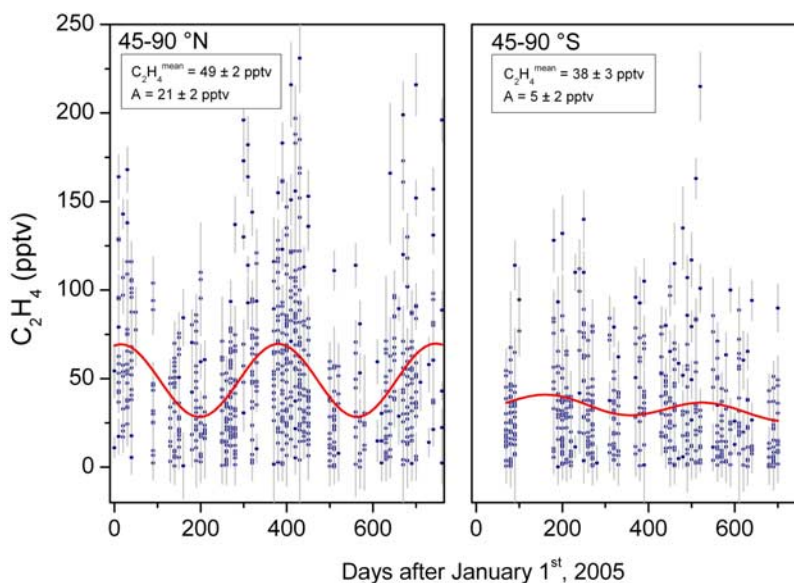 45-90 °N
C₂H₄ᵐᵉᵃⁿ = 49 ± 2 pptv
A = 21 ± 2 pptv
45-90 °S
C₂H₄ᵐᵉᵃⁿ = 38 ± 3 pptv
A = 5 ± 2 pptv
250
200
150
100
50
0
C₂H₄ (pptv)
0 200 400 600
0 200 400 600
Days after January 1ˢᵗ, 2005